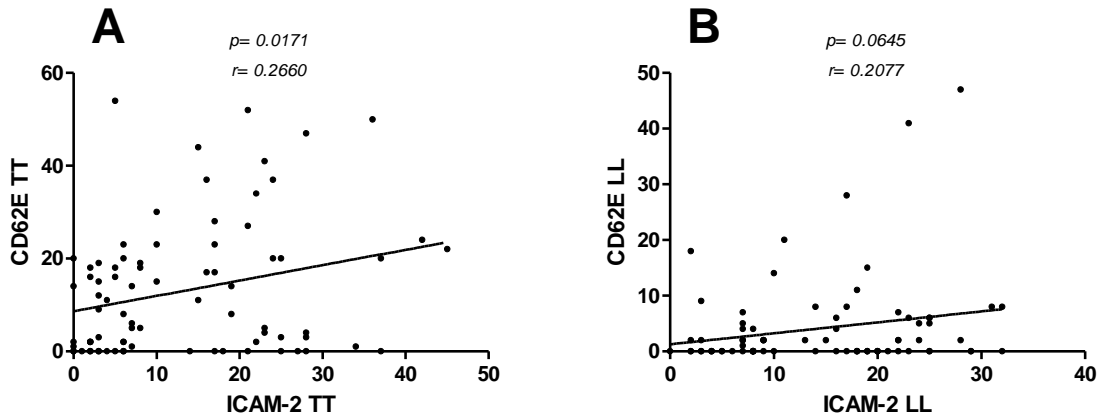 A
p= 0.0171
r= 0.2660
60
40
20
0
CD62E TT
0 10 20 30 40 50
ICAM-2 TT
B
p= 0.0645
r= 0.2077
50
40
30
20
10
0
CD62E LL
0 10 20 30 40
ICAM-2 LL